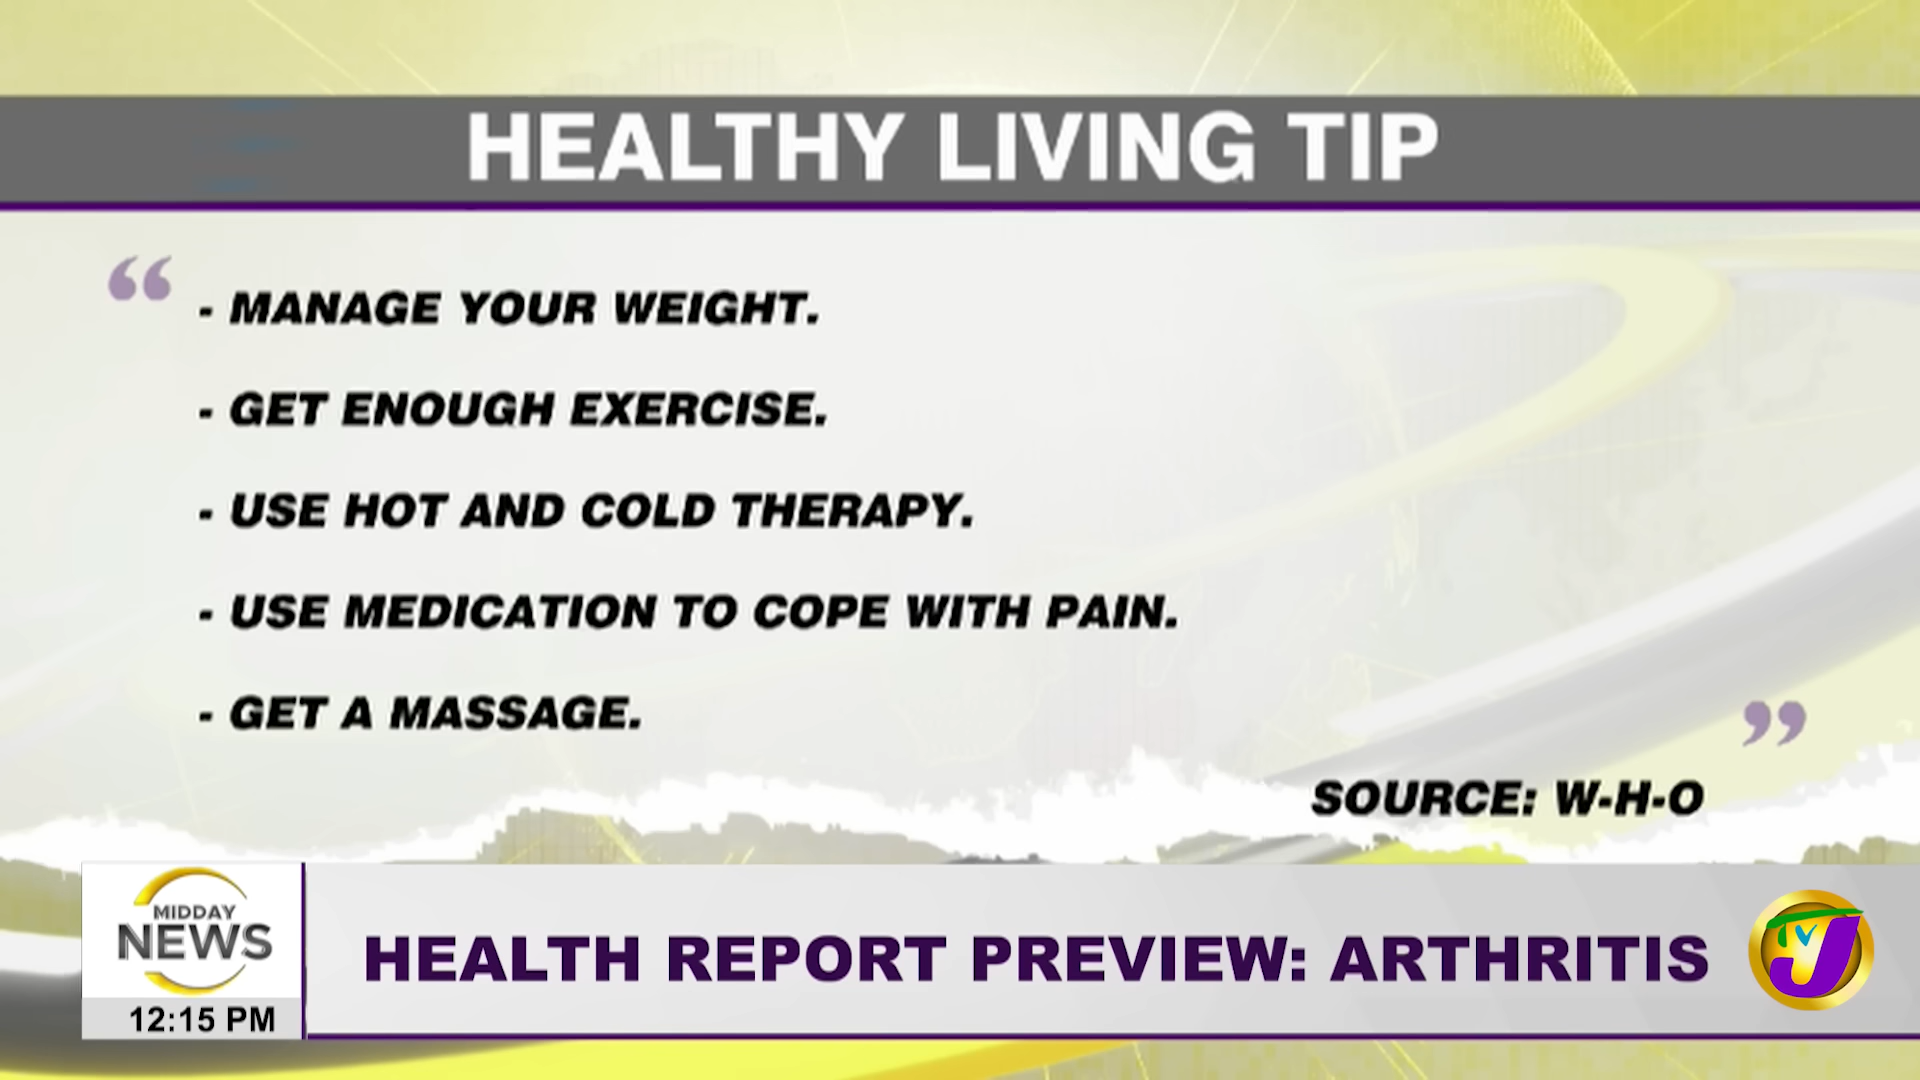 HEALTHY LIVING TIP
“ - MANAGE YOUR WEIGHT.
- GET ENOUGH EXERCISE.
- USE HOT AND COLD THERAPY.
- USE MEDICATION TO COPE WITH PAIN.
- GET A MASSAGE. ”
SOURCE: W-H-O
MIDDAY
NEWS
12:15 PM
HEALTH REPORT PREVIEW: ARTHRITIS
TVJ